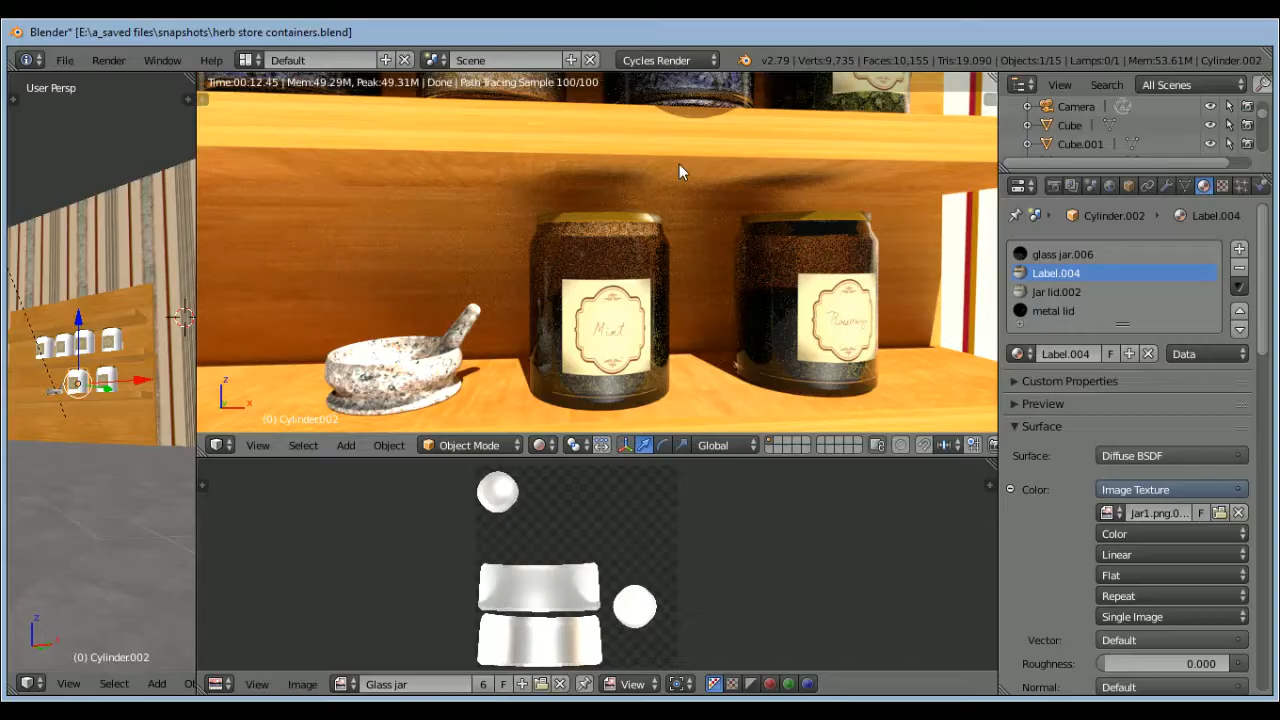 Blender* [E:\a_saved files\snapshots\herb store containers.blend]
File Render Window Help Default Scene Cycles Render v2.79 | Verts:9,735 | Faces:10,155 | Tris:19,090 | Objects:1/15 | Lamps:0/1 | Mem:53.61M | Cylinder.002
User Persp
Time:00:12.45 | Mem:49.29M, Peak:49.31M | Done | Path Tracing Sample 100/100
View Search All Scenes
Camera
Cube
Cube.001
Cylinder.002 Label.004
glass jar.006
Label.004
Jar lid.002
metal lid
Mint
Rosemary
Label.004 F Data
Custom Properties
Preview
Surface
z
x
y
(0) Cylinder.002
View Select Add Object Object Mode Global
Surface: Diffuse BSDF
Color: Image Texture
Jar1.png.0... F
Color
Linear
Flat
Repeat
Single Image
Vector: Default
Roughness: 0.000
Normal: Default
z
(0) Cylinder.002
View Select Add Ob
View Image Glass jar 6 F View